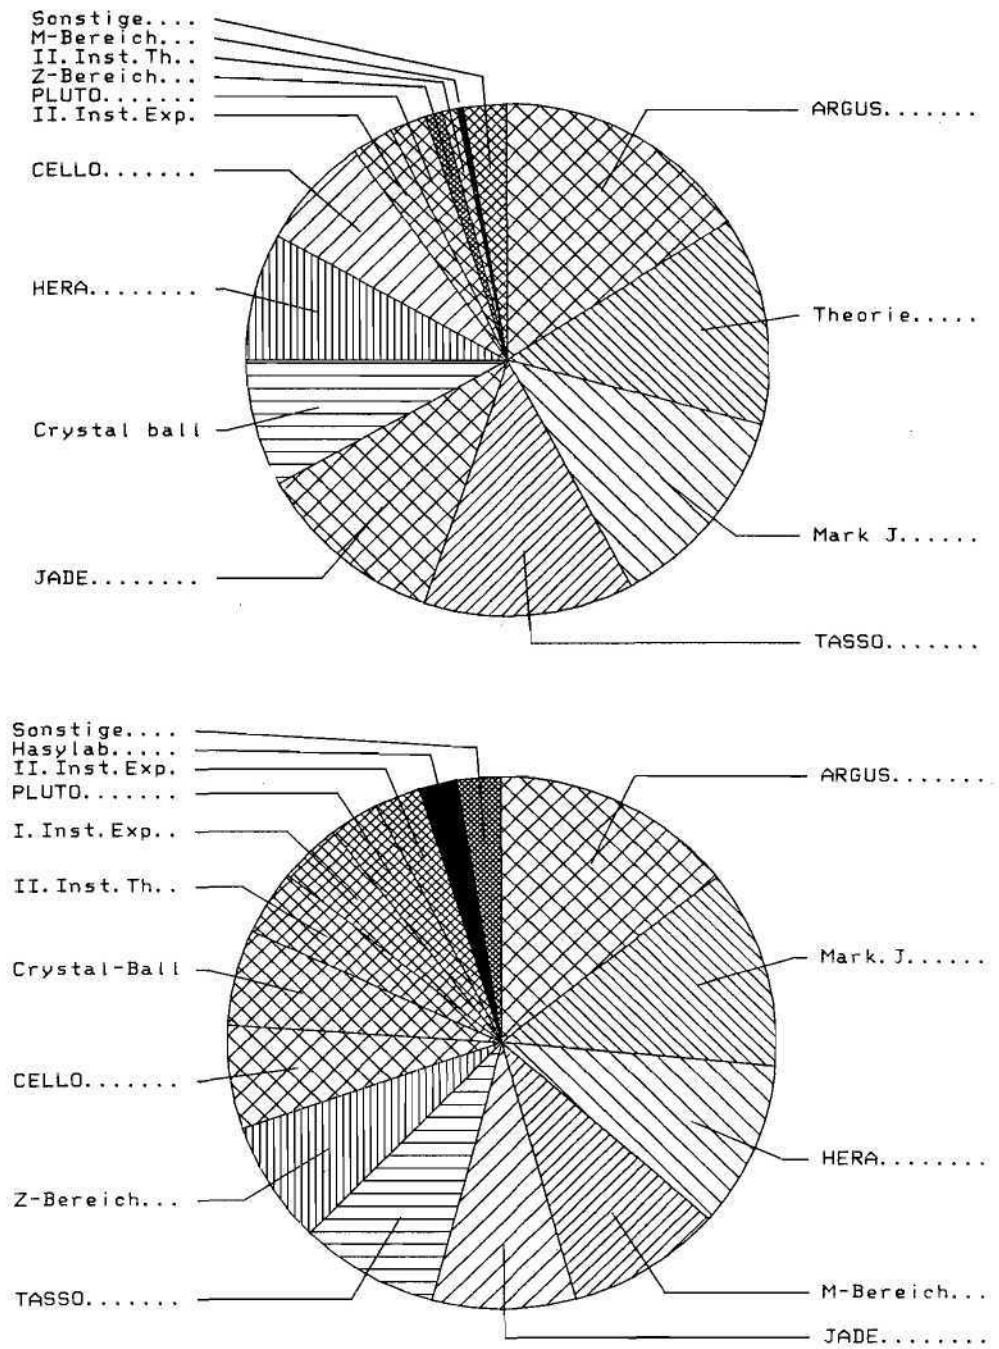 Sonstige....
M-Bereich...
II.Inst.Th..
Z-Bereich...
PLUTO.......
II.Inst.Exp.
CELLO.......
HERA........
Crystal ball
JADE........
ARGUS.......
Theorie.....
Mark J......
TASSO.......
Sonstige....
Hasylab.....
II.Inst.Exp.
PLUTO.......
I.Inst.Exp..
II.Inst.Th..
Crystal-Ball
CELLO.......
Z-Bereich...
TASSO.......
ARGUS.......
Mark.J......
HERA........
M-Bereich...
JADE........